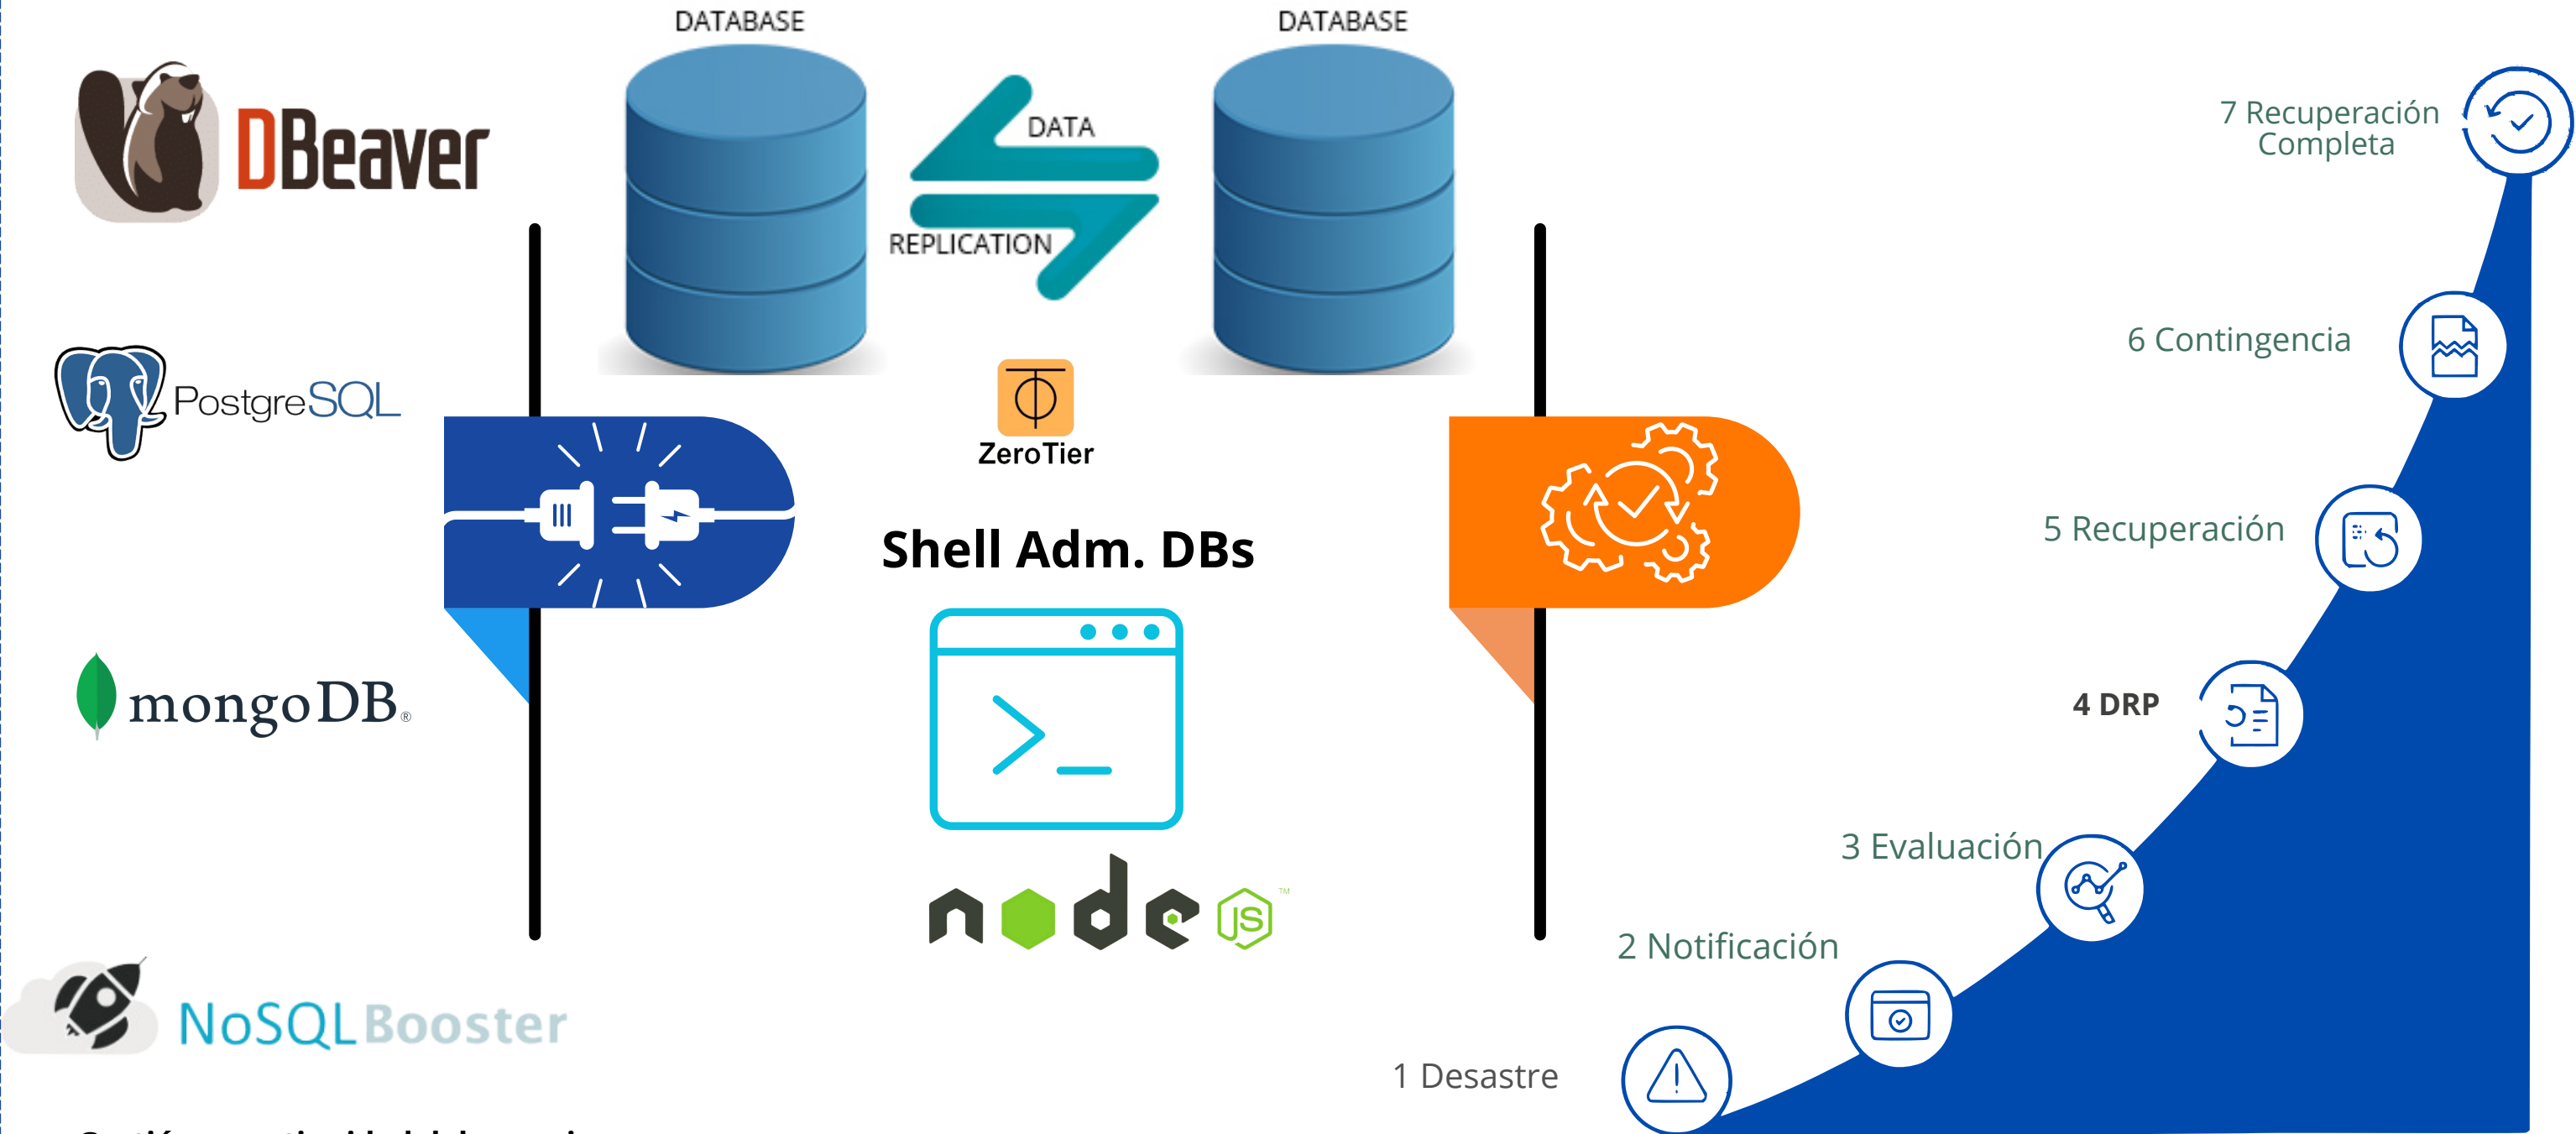 DATABASE
DATABASE
DBeaver
DATA
REPLICATION
PostgreSQL
ZeroTier
Shell Adm. DBs
>_
mongoDB®
node JS™
NoSQLBooster
7 Recuperación
Completa
6 Contingencia
5 Recuperación
4 DRP
3 Evaluación
2 Notificación
1 Desastre